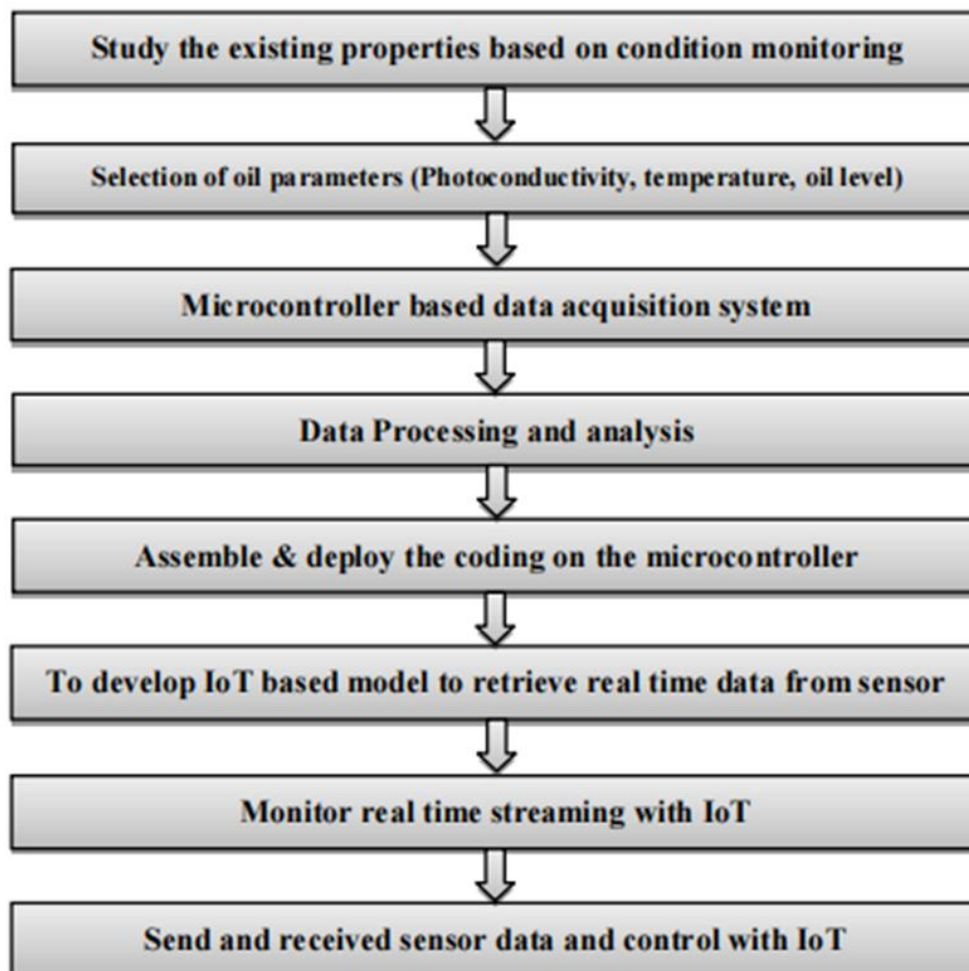 Study the existing properties based on condition monitoring
Selection of oil parameters (Photoconductivity, temperature, oil level)
Microcontroller based data acquisition system
Data Processing and analysis
Assemble & deploy the coding on the microcontroller
To develop IoT based model to retrieve real time data from sensor
Monitor real time streaming with IoT
Send and received sensor data and control with IoT